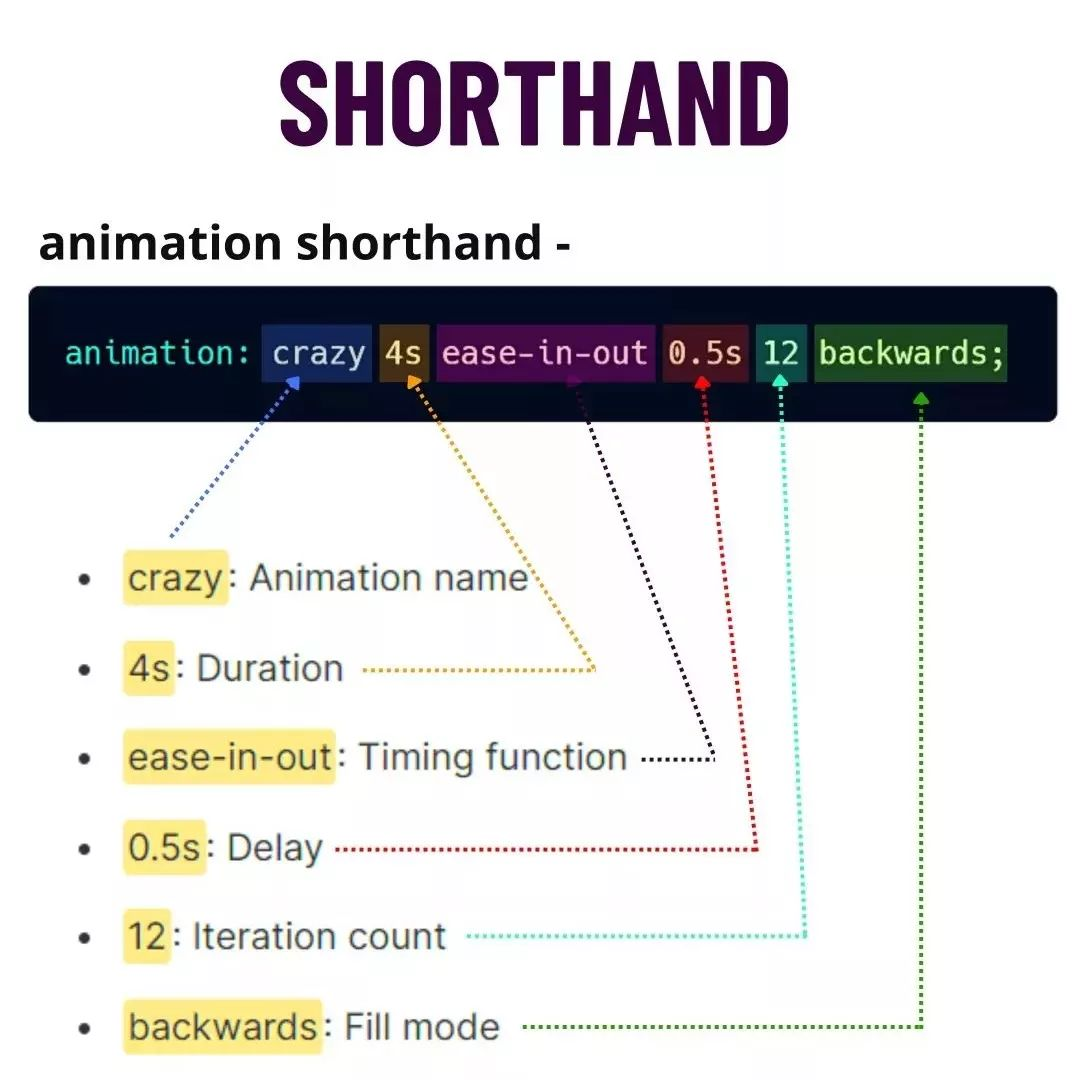 SHORTHAND
animation shorthand -
animation: crazy 4s ease-in-out 0.5s 12 backwards;
• crazy: Animation name
• 4s: Duration
• ease-in-out: Timing function
• 0.5s: Delay
• 12: Iteration count
• backwards: Fill mode